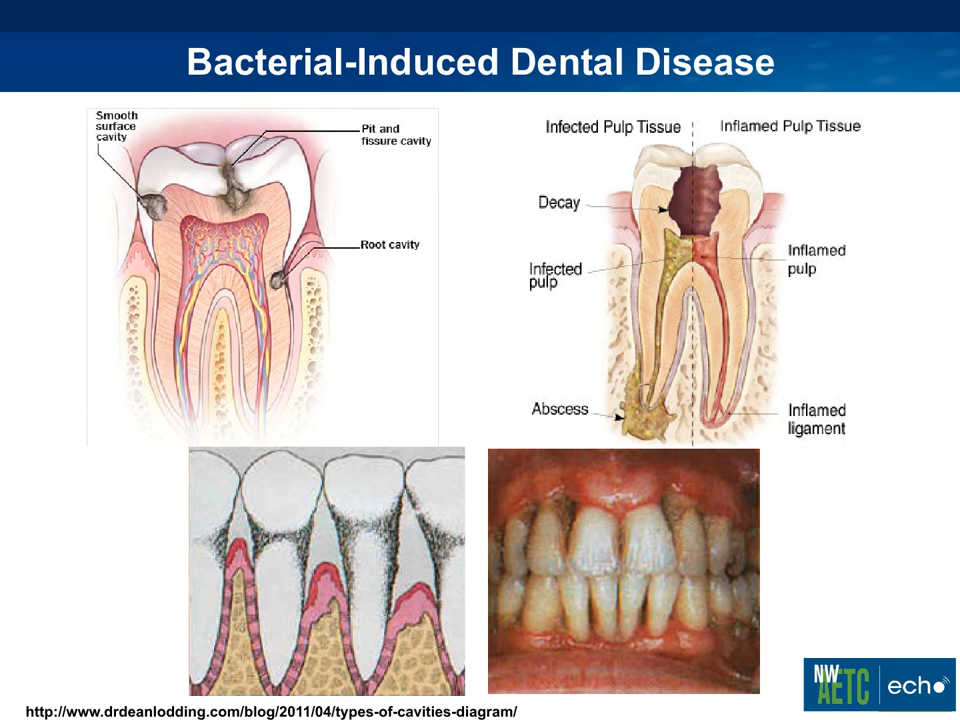 Bacterial-Induced Dental Disease
Smooth
surface
cavity
Pit and
fissure cavity
Root cavity
Infected Pulp Tissue
Inflamed Pulp Tissue
Decay
Infected
pulp
Inflamed
pulp
Abscess
Inflamed
ligament
NW
AETC
echo
http://www.drdeanlodding.com/blog/2011/04/types-of-cavities-diagram/